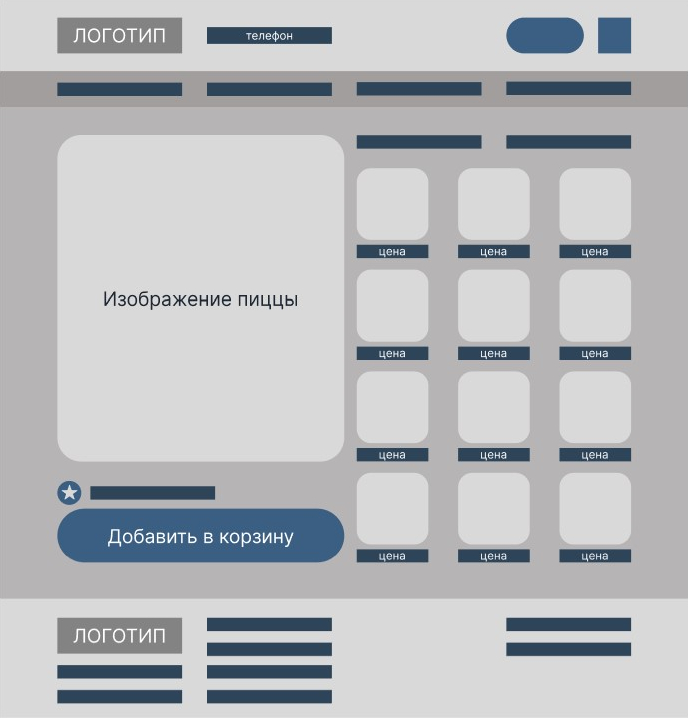 ЛОГОТИП
телефон
Изображение пиццы
цена цена цена
цена цена цена
цена цена цена
Добавить в корзину
цена цена цена
ЛОГОТИП